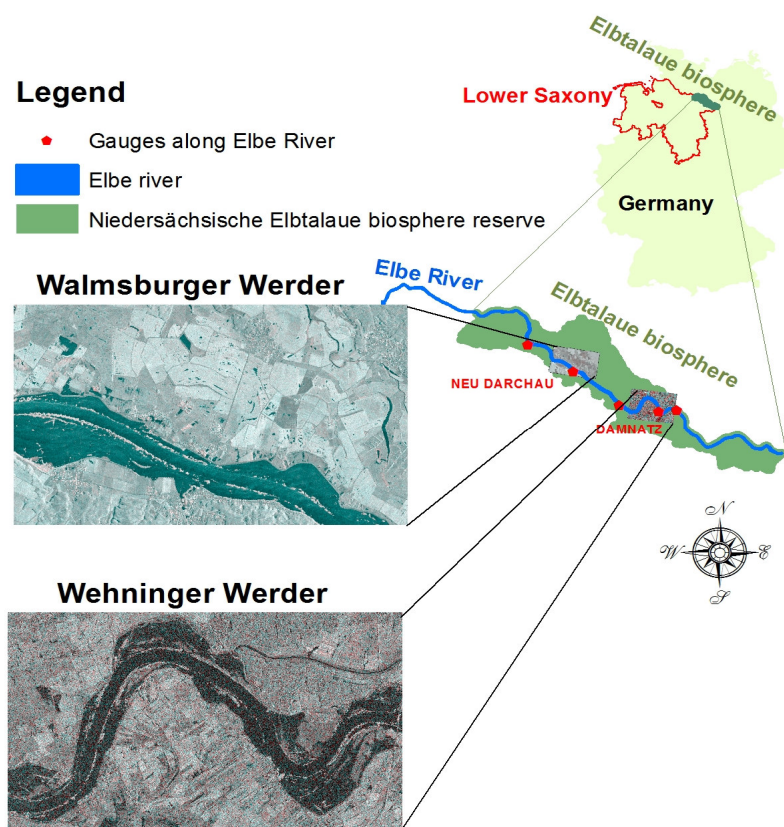 Legend
Gauges along Elbe River
Elbe river
Niedersächsische Elbtalaue biosphere reserve
Elbtalaue biosphere
Lower Saxony
Germany
Walmsburger Werder
Elbe River
Elbtalaue biosphere
NEU DARCHAU
DAMNATZ
N
W
E
S
Wehninger Werder